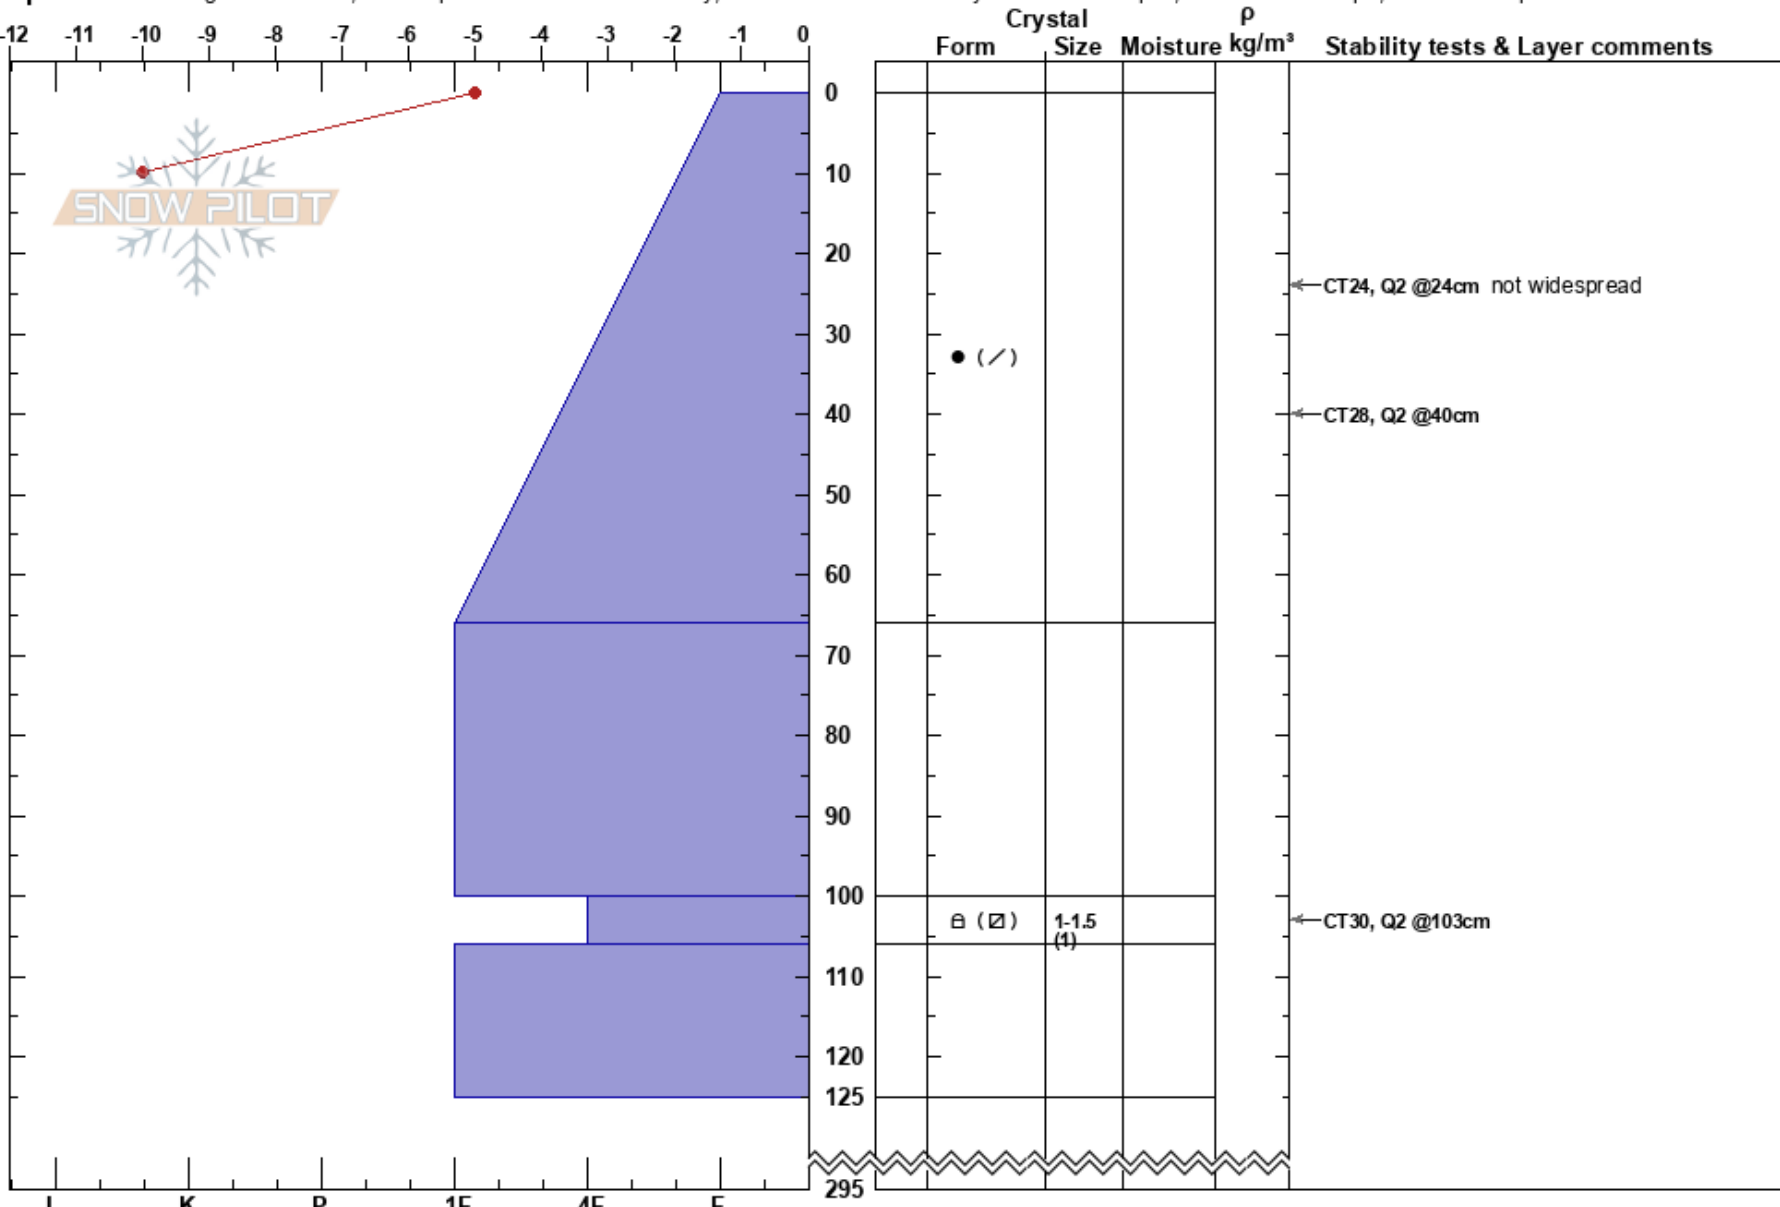 Crystal ρ
Form Size Moisture kg/m³ Stability tests & Layer comments
-12 -11 -10 -9 -8 -7 -6 -5 -4 -3 -2 -1 0
0
10
SNOW PILOT
20
CT24, Q2 @24cm not widespread
30
40
CT28, Q2 @40cm
50
60
70
80
90
100
1-1.5
(1)
CT30, Q2 @103cm
110
120
125
295
I K P 1F 4F F